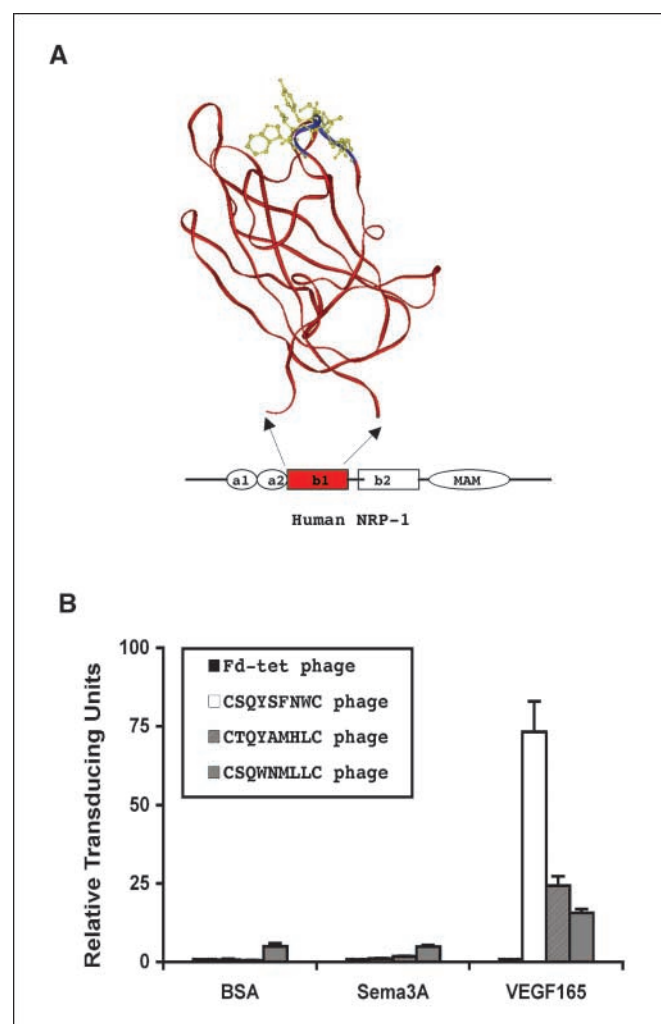 A
a1 a2 b1 b2 MAM
Human NRP-1
B
Relative Transducing Units
100
75
50
25
0
Fd-tet phage
CSQYSFNWC phage
CTQYAMHLC phage
CSQWNMLLC phage
BSA Sema3A VEGF165